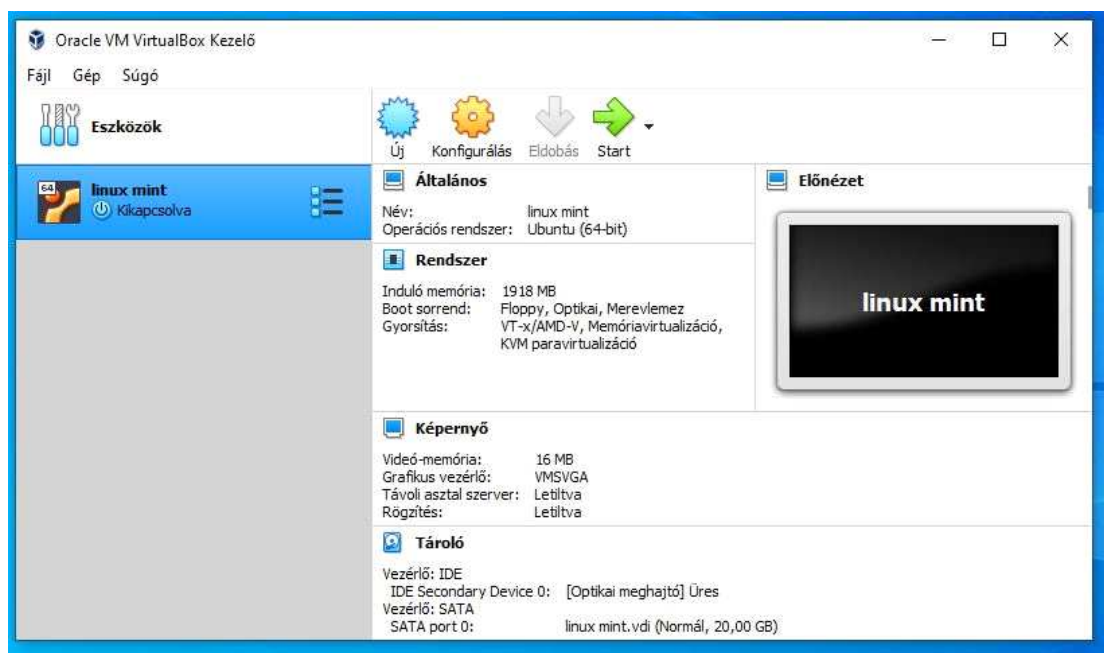 Oracle VM VirtualBox Kezelő
Fájl Gép Súgó
Eszközök
Új Konfigurálás Eldobás Start
64
linux mint
Kikapcsolva
Általános
Név: linux mint
Operációs rendszer: Ubuntu (64-bit)
Rendszer
Induló memória: 1918 MB
Boot sorrend: Floppy, Optikai, Merevlemez
Gyorsítás: VT-x/AMD-V, Memóriavirtualizáció,
KVM paravirtualizáció
Előnézet
linux mint
Képernyő
Videó-memória: 16 MB
Grafikus vezérlő: VMSVGA
Távoli asztal szerver: Letiltva
Rögzítés: Letiltva
Tároló
Vezérlő: IDE
IDE Secondary Device 0: [Optikai meghajtó] Üres
Vezérlő: SATA
SATA port 0: linux mint.vdi (Normál, 20,00 GB)